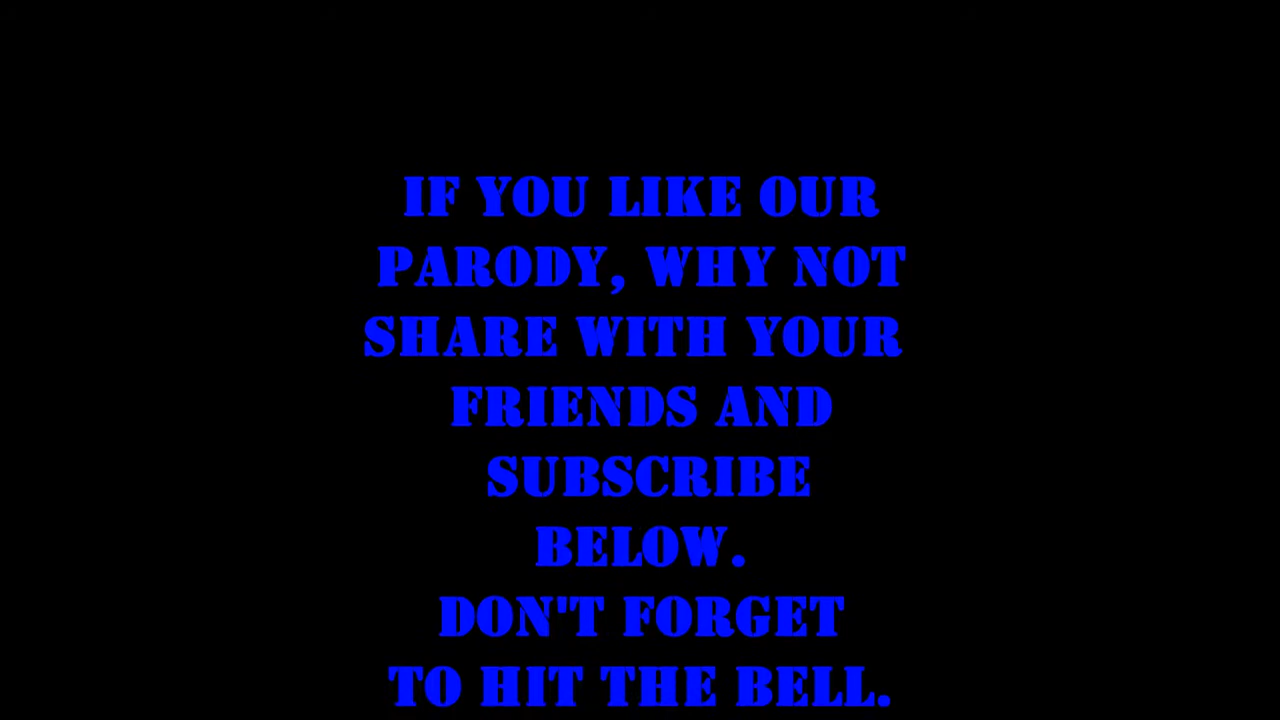 IF YOU LIKE OUR
PARODY, WHY NOT
SHARE WITH YOUR
FRIENDS AND
SUBSCRIBE
BELOW.
DON'T FORGET
TO HIT THE BELL.